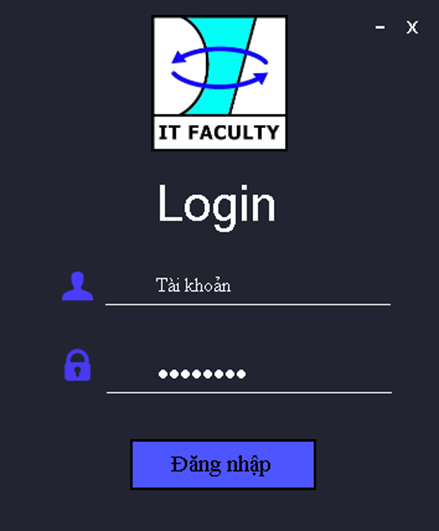 – x
IT FACULTY
Login
Tài khoản
••••••••
Đăng nhập